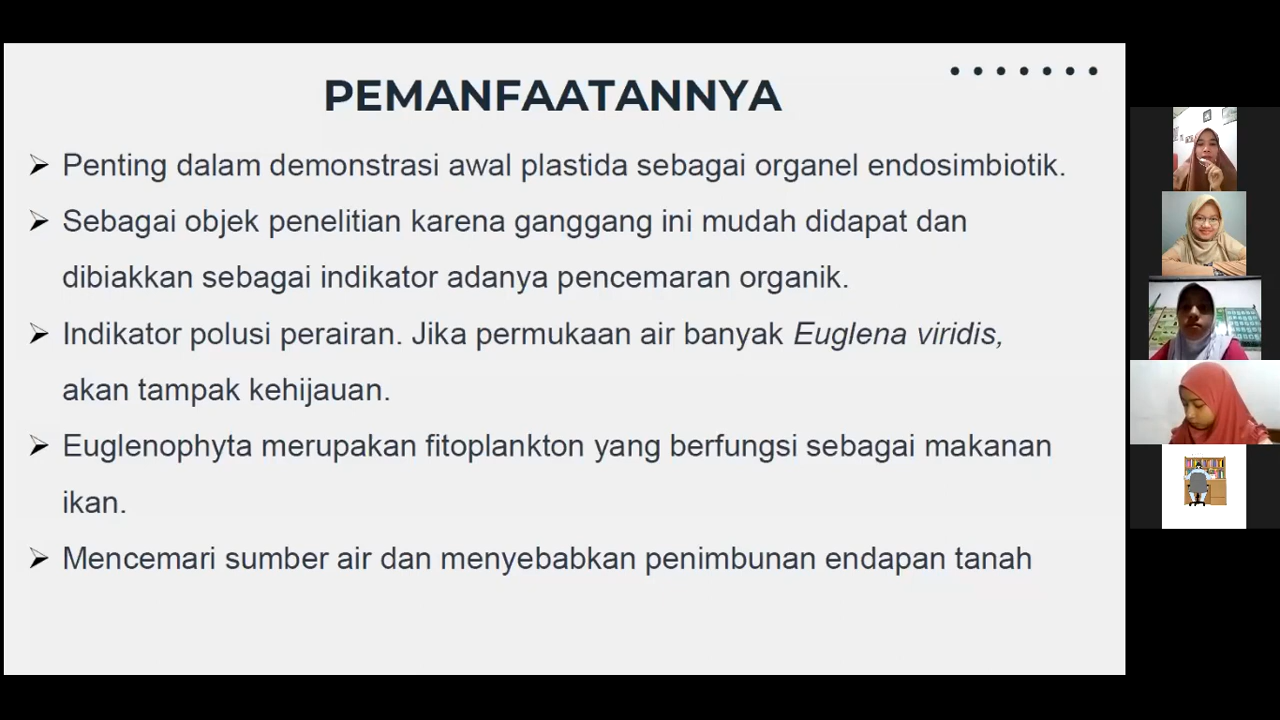 PEMANFAATANNYA
Penting dalam demonstrasi awal plastida sebagai organel endosimbiotik.
Sebagai objek penelitian karena ganggang ini mudah didapat dan
dibiakkan sebagai indikator adanya pencemaran organik.
Indikator polusi perairan. Jika permukaan air banyak Euglena viridis,
akan tampak kehijauan.
Euglenophyta merupakan fitoplankton yang berfungsi sebagai makanan
ikan.
Mencemari sumber air dan menyebabkan penimbunan endapan tanah